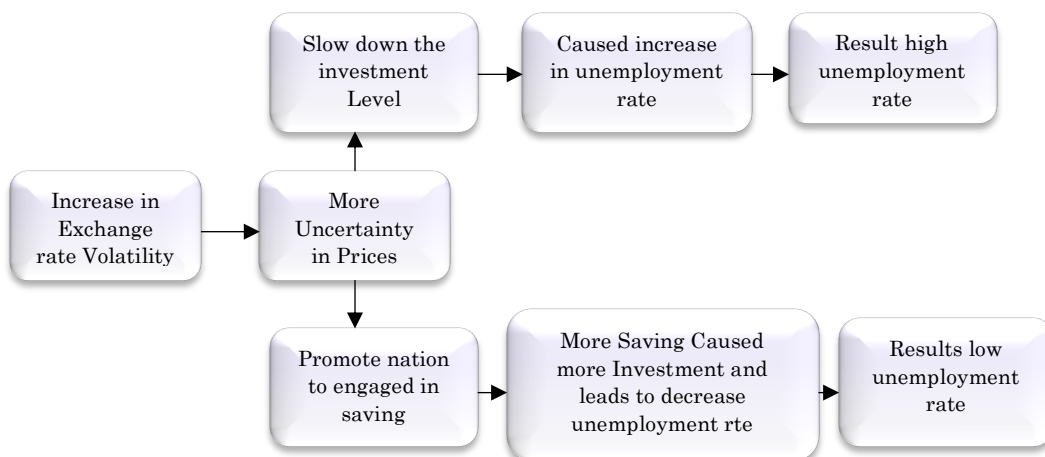 Slow down the
investment
Level
Caused increase
in unemployment
rate
Result high
unemployment
rate
Increase in
Exchange
rate Volatility
More
Uncertainty
in Prices
Promote nation
to engaged in
saving
More Saving Caused
more Investment and
leads to decrease
unemployment rte
Results low
unemployment
rate